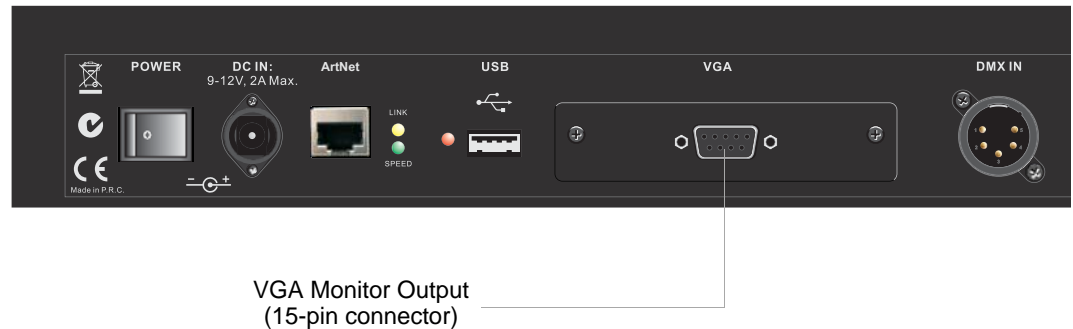 POWER
DC IN:
9-12V, 2A Max.
ArtNet
USB
VGA
DMX IN
LINK
SPEED
- +
Made in P.R.C.
VGA Monitor Output
(15-pin connector)